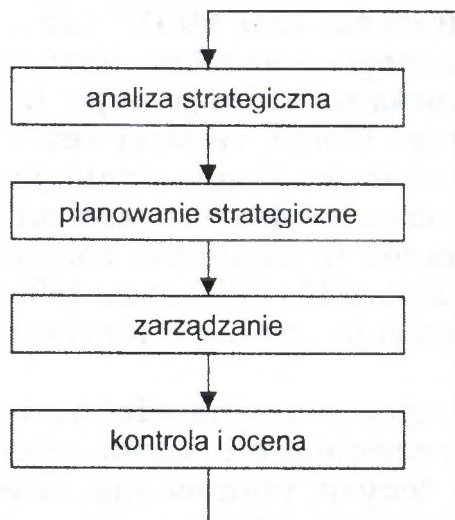 analiza strategiczna
planowanie strategiczne
zarządzanie
kontrola i ocena